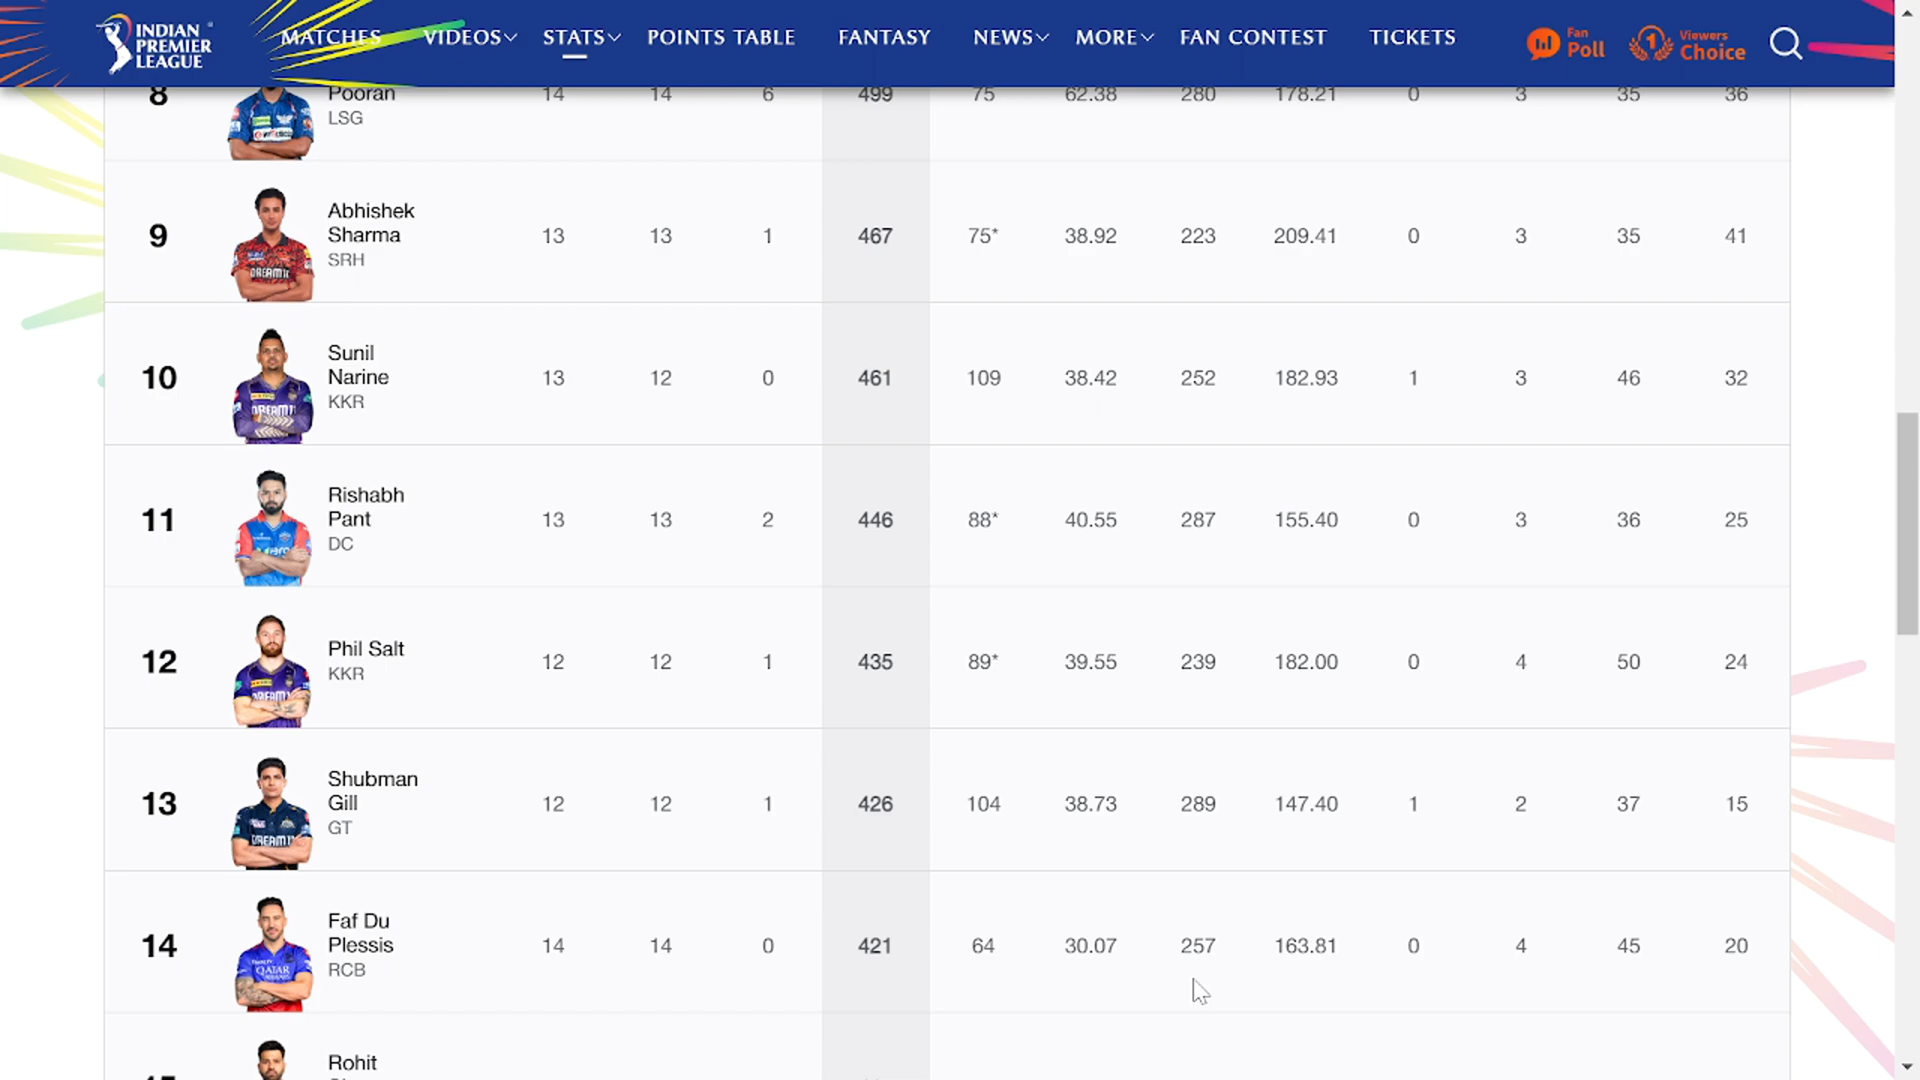 INDIAN PREMIER LEAGUE
MATCHES VIDEOS STATS POINTS TABLE FANTASY NEWS MORE FAN CONTEST TICKETS Fan Poll Viewers Choice
8 Pooran LSG 14 14 6 499 75 62.38 280 178.21 0 3 35 36
9 Abhishek Sharma SRH 13 13 1 467 75* 38.92 223 209.41 0 3 35 41
10 Sunil Narine KKR 13 12 0 461 109 38.42 252 182.93 1 3 46 32
11 Rishabh Pant DC 13 13 2 446 88* 40.55 287 155.40 0 3 36 25
12 Phil Salt KKR 12 12 1 435 89* 39.55 239 182.00 0 4 50 24
13 Shubman Gill GT 12 12 1 426 104 38.73 289 147.40 1 2 37 15
14 Faf Du Plessis RCB 14 14 0 421 64 30.07 257 163.81 0 4 45 20
Rohit